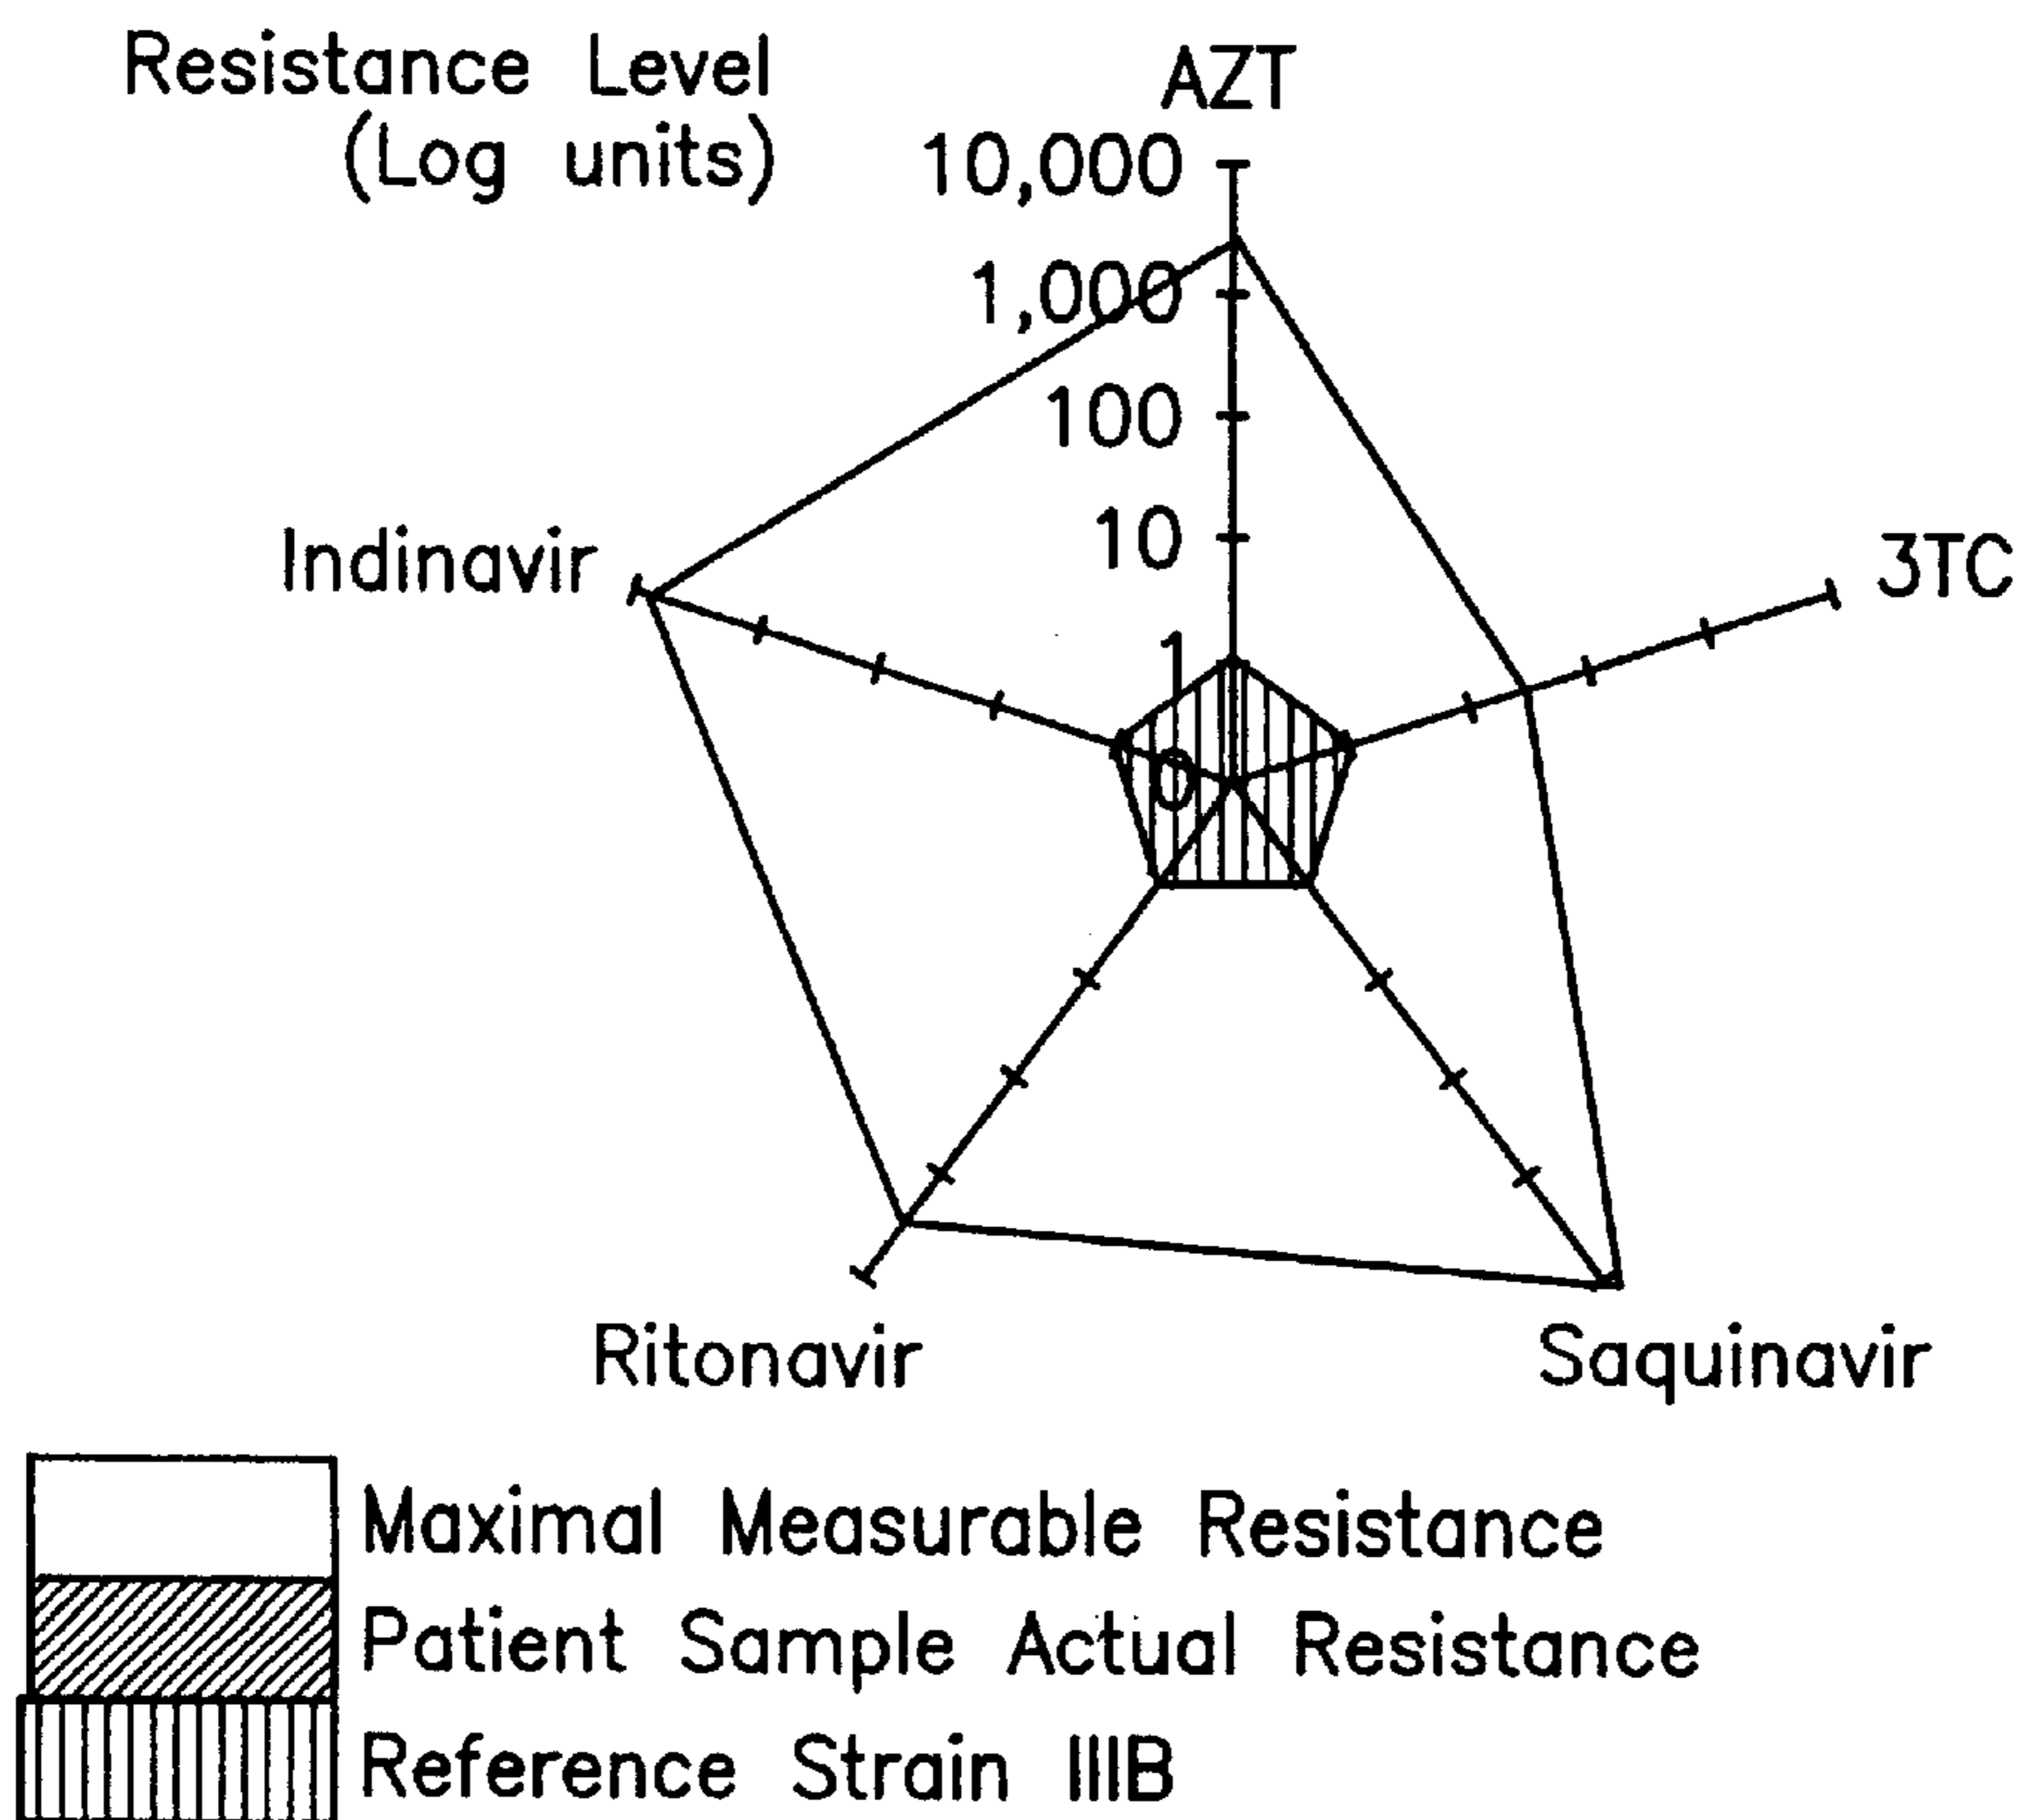 Resistance Level
(Log units)
AZT
10,000
1,000
100
10
1
0
Indinavir
3TC
Ritonavir
Saquinavir
Maximal Measurable Resistance
Patient Sample Actual Resistance
Reference Strain IIIB